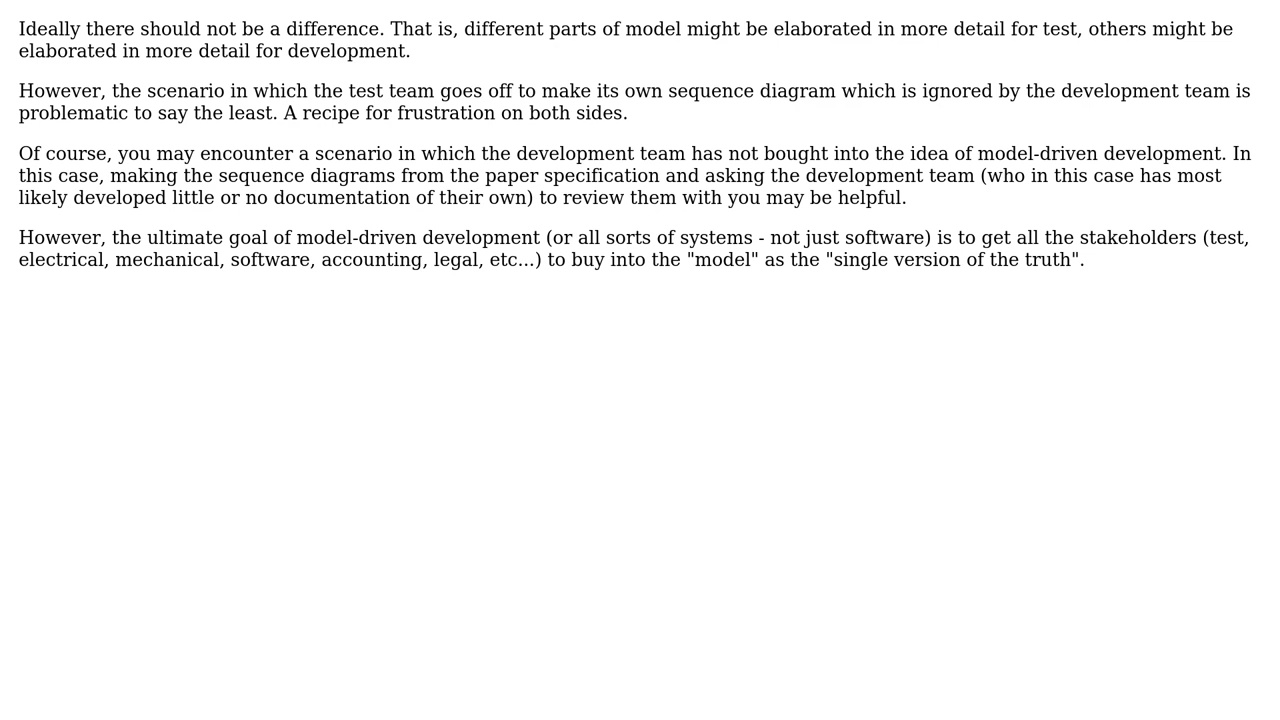 Ideally there should not be a difference. That is, different parts of model might be elaborated in more detail for test, others might be
elaborated in more detail for development.
However, the scenario in which the test team goes off to make its own sequence diagram which is ignored by the development team is
problematic to say the least. A recipe for frustration on both sides.
Of course, you may encounter a scenario in which the development team has not bought into the idea of model-driven development. In
this case, making the sequence diagrams from the paper specification and asking the development team (who in this case has most
likely developed little or no documentation of their own) to review them with you may be helpful.
However, the ultimate goal of model-driven development (or all sorts of systems - not just software) is to get all the stakeholders (test,
electrical, mechanical, software, accounting, legal, etc...) to buy into the "model" as the "single version of the truth".